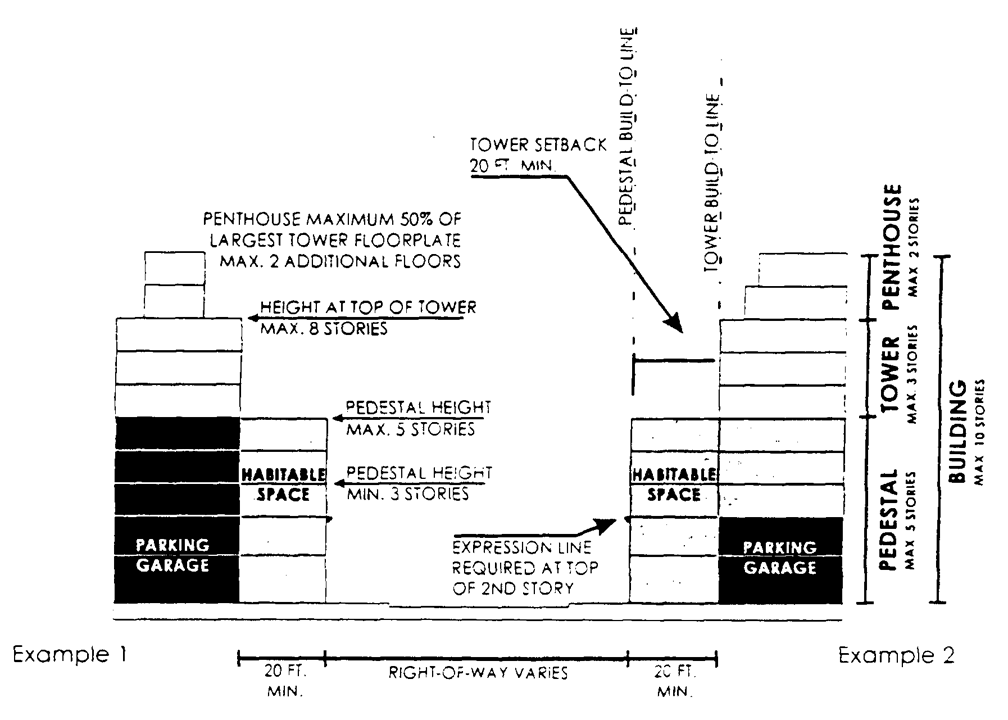 PEDESTAL BUILD-TO LINE
TOWER BUILD-TO LINE
TOWER SETBACK
20 FT. MIN.
PENTHOUSE MAXIMUM 50% OF
LARGEST TOWER FLOORPLATE
MAX. 2 ADDITIONAL FLOORS
HEIGHT AT TOP OF TOWER
MAX. 8 STORIES
PEDESTAL HEIGHT
MAX. 5 STORIES
PEDESTAL HEIGHT
MIN. 3 STORIES
HABITABLE
SPACE
HABITABLE
SPACE
PARKING
GARAGE
EXPRESSION LINE
REQUIRED AT TOP
OF 2ND STORY
PARKING
GARAGE
PENTHOUSE
MAX. 2 STORIES
TOWER
MAX. 3 STORIES
PEDESTAL
MAX 5 STORIES
BUILDING
MAX 10 STORIES
Example 1
20 FT.
MIN.
RIGHT-OF-WAY VARIES
20 FT.
MIN.
Example 2